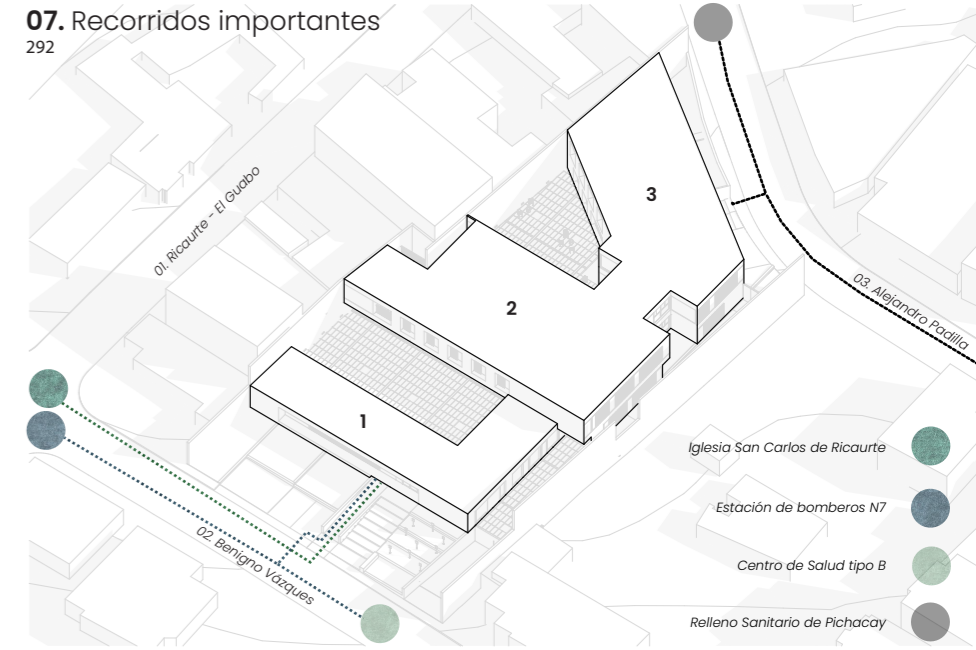 07. Recorridos importantes
292
01. Ricaurte - El Guabo
3
2
1
03. Alejandro Padilla
02. Benigno Vázques
Iglesia San Carlos de Ricaurte
Estación de bomberos N7
Centro de Salud tipo B
Relleno Sanitario de Pichacay